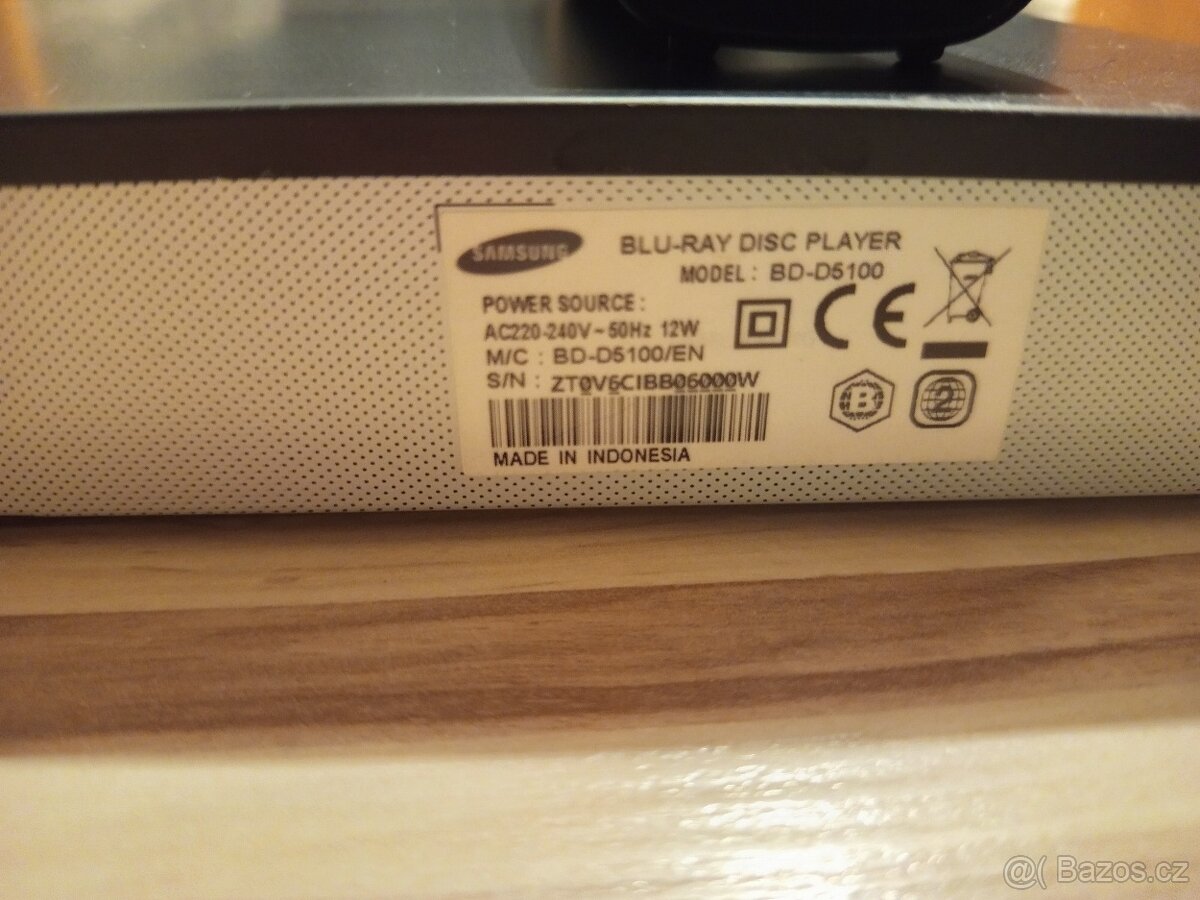 SAMSUNG
BLU-RAY DISC PLAYER
MODEL : BD-D5100
POWER SOURCE :
AC220-240V ~ 50Hz 12W
M/C : BD-D5100/EN
S/N : ZT0V6CIBB06000W
MADE IN INDONESIA
CE
B
2
@( Bazos.cz